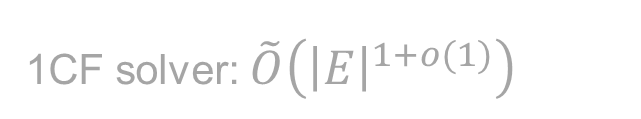 1CF solver: Õ(|E|^{1+o(1)})